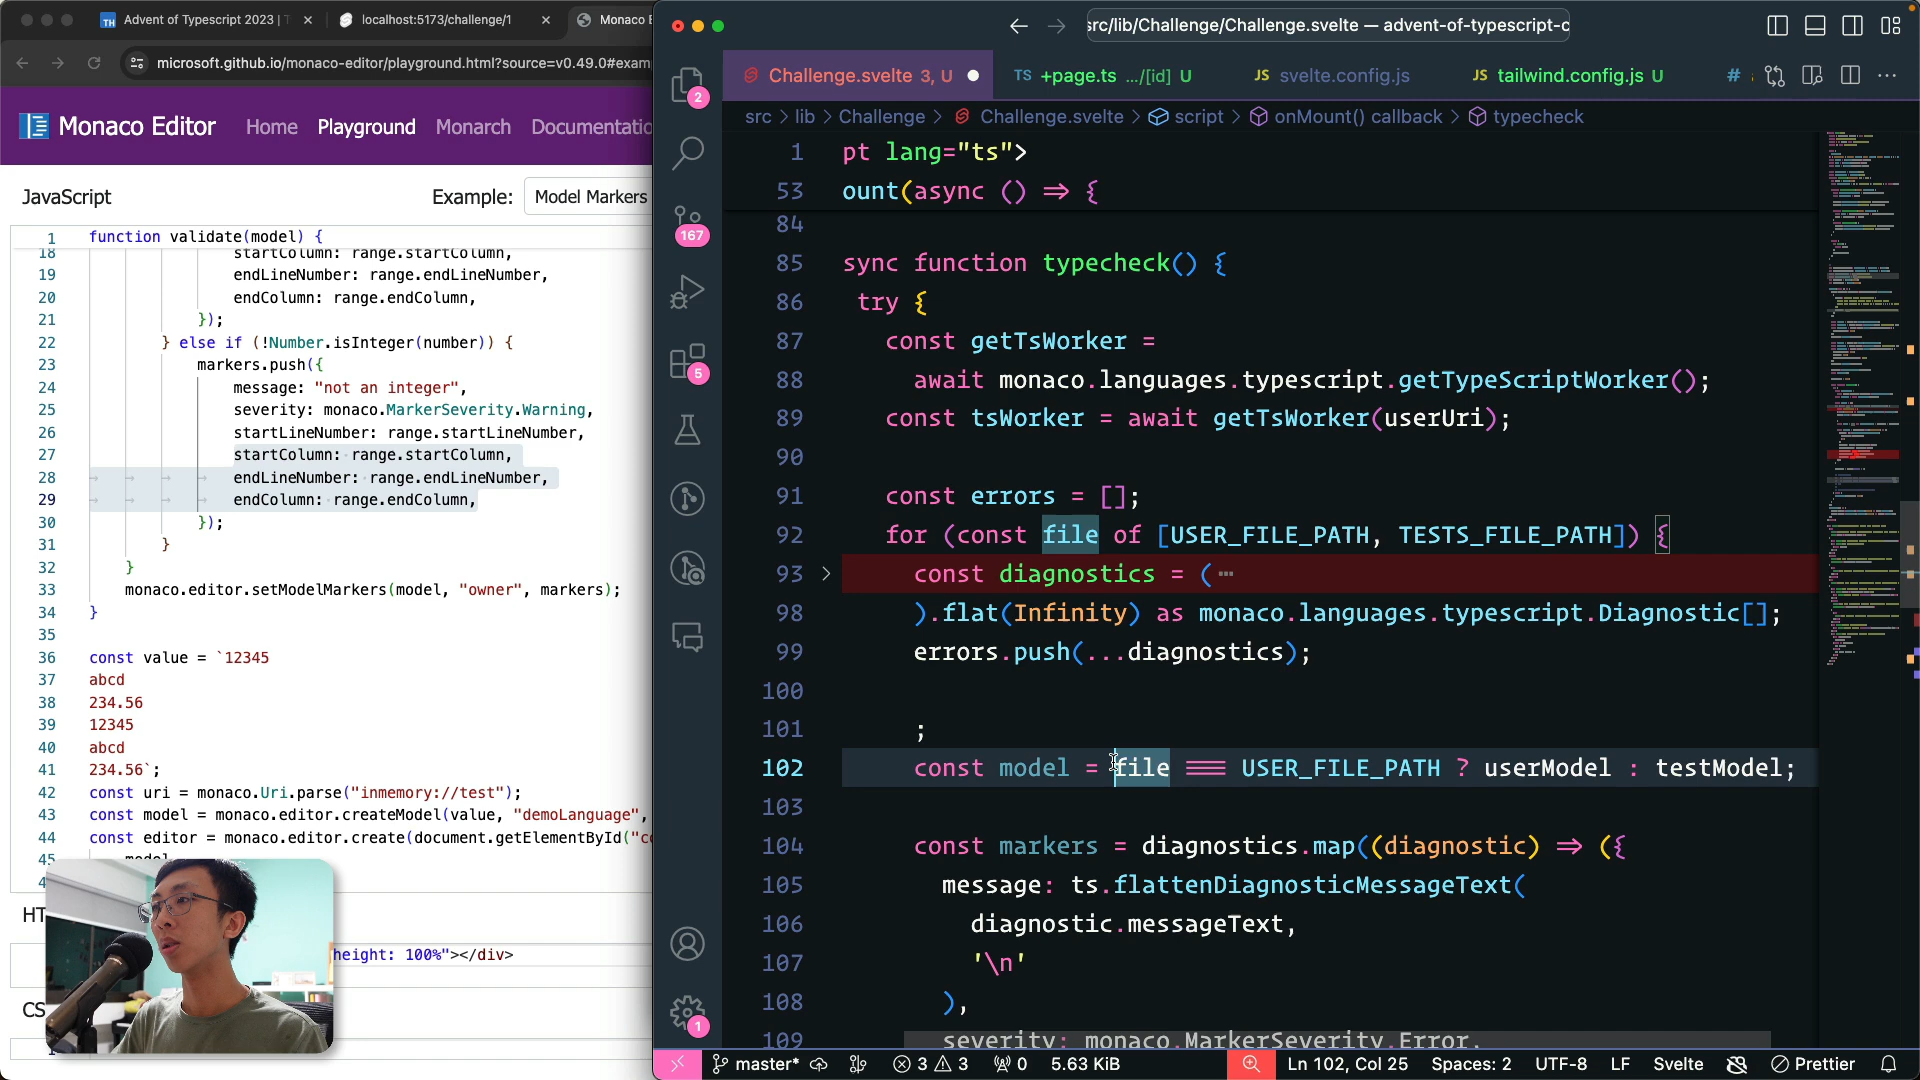 Advent of Typescript 2023 |
localhost:5173/challenge/1
Monaco E
microsoft.github.io/monaco-editor/playground.html?source=v0.49.0#exam
Monaco Editor
Home
Playground
Monarch
Documentatio
JavaScript
Example:
Model Markers
1 function validate(model) {
18 startColumn: range.startColumn,
19 endLineNumber: range.endLineNumber,
20 endColumn: range.endColumn,
21 });
22 } else if (!Number.isInteger(number)) {
23 markers.push({
24 message: "not an integer",
25 severity: monaco.MarkerSeverity.Warning,
26 startLineNumber: range.startLineNumber,
27 startColumn: range.startColumn,
28 endLineNumber: range.endLineNumber,
29 endColumn: range.endColumn,
30 });
31 }
32 }
33 monaco.editor.setModelMarkers(model, "owner", markers);
34 }
35
36 const value = `12345
37 abcd
38 234.56
39 12345
40 abcd
41 234.56`;
42 const uri = monaco.Uri.parse("inmemory://test");
43 const model = monaco.editor.createModel(value, "demoLanguage",
44 const editor = monaco.editor.create(document.getElementById("c
45 model
4
HT
height: 100%"></div>
CS
src/lib/Challenge/Challenge.svelte — advent-of-typescript-c
Challenge.svelte 3, U
TS +page.ts .../[id] U
JS svelte.config.js
JS tailwind.config.js U
#
src > lib > Challenge > Challenge.svelte > script > onMount() callback > typecheck
1 pt lang="ts">
53 ount(async () => {
84
85 sync function typecheck() {
86 try {
87 const getTsWorker =
88 await monaco.languages.typescript.getTypeScriptWorker();
89 const tsWorker = await getTsWorker(userUri);
90
91 const errors = [];
92 for (const file of [USER_FILE_PATH, TESTS_FILE_PATH]) {
93 const diagnostics = ( ⋯
98 ).flat(Infinity) as monaco.languages.typescript.Diagnostic[];
99 errors.push(...diagnostics);
100
101 ;
102 const model = file === USER_FILE_PATH ? userModel : testModel;
103
104 const markers = diagnostics.map((diagnostic) => ({
105 message: ts.flattenDiagnosticMessageText(
106 diagnostic.messageText,
107 '\n'
108 ),
109 severity: monaco.MarkerSeverity.Error,
2
167
5
1
master*
3
3
0
5.63 KiB
Ln 102, Col 25
Spaces: 2
UTF-8
LF
Svelte
Prettier